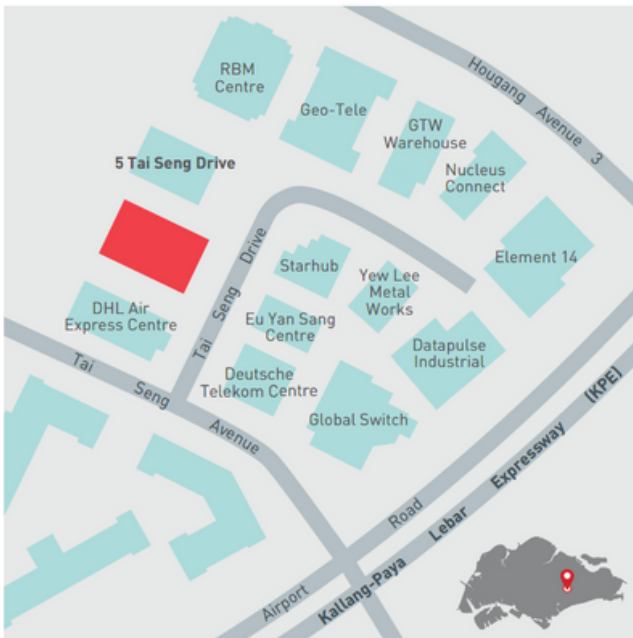 RBM
Centre
Geo-Tele
Hougang Avenue 3
GTW
Warehouse
Nucleus
Connect
5 Tai Seng Drive
Element 14
Starhub
Yew Lee
Metal
Works
Tai Seng Drive
DHL Air
Express Centre
Eu Yan Sang
Centre
Datapulse
Industrial
Deutsche
Telekom Centre
Global Switch
Tai Seng Avenue
Airport Road
Kallang-Paya Lebar Expressway (KPE)